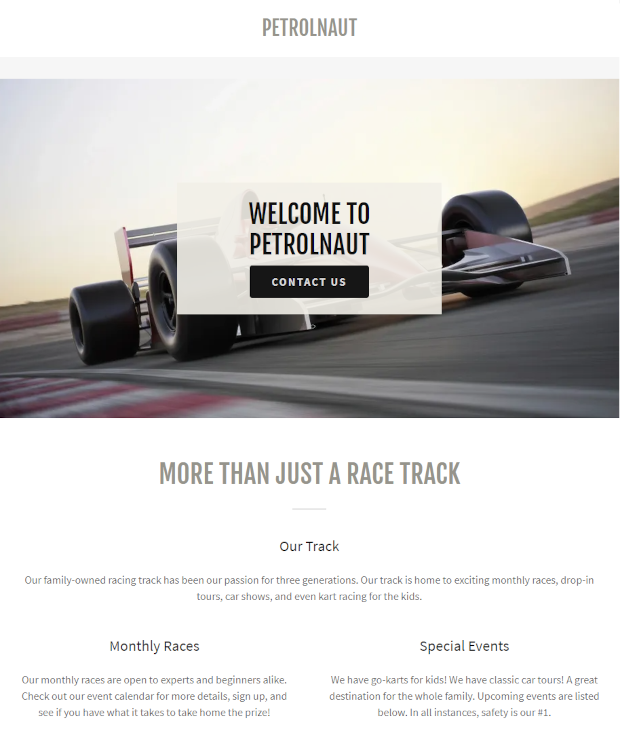 PETROLNAUT
WELCOME TO
PETROLNAUT
CONTACT US
MORE THAN JUST A RACE TRACK
Our Track
Our family-owned racing track has been our passion for three generations. Our track is home to exciting monthly races, drop-in
tours, car shows, and even kart racing for the kids.
Monthly Races
Our monthly races are open to experts and beginners alike.
Check out our event calendar for more details, sign up, and
see if you have what it takes to take home the prize!
Special Events
We have go-karts for kids! We have classic car tours! A great
destination for the whole family. Upcoming events are listed
below. In all instances, safety is our #1.